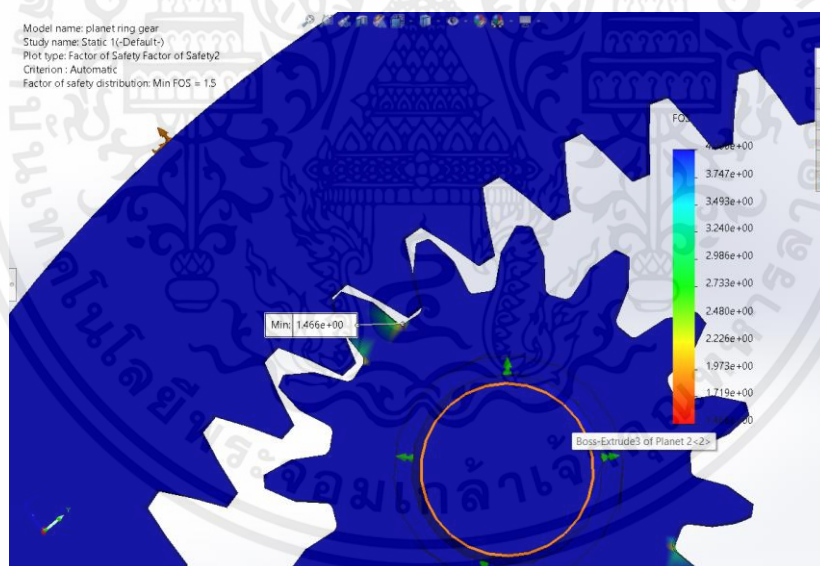 Model name: planet ring gear
Study name: Static 1(-Default-)
Plot type: Factor of Safety Factor of Safety2
Criterion : Automatic
Factor of safety distribution: Min FOS = 1.5
3.747e+00
3.493e+00
3.240e+00
2.986e+00
2.733e+00
2.480e+00
2.226e+00
1.973e+00
1.719e+00
Min: 1.466e+00
Boss-Extrude3 of Planet 2<2>